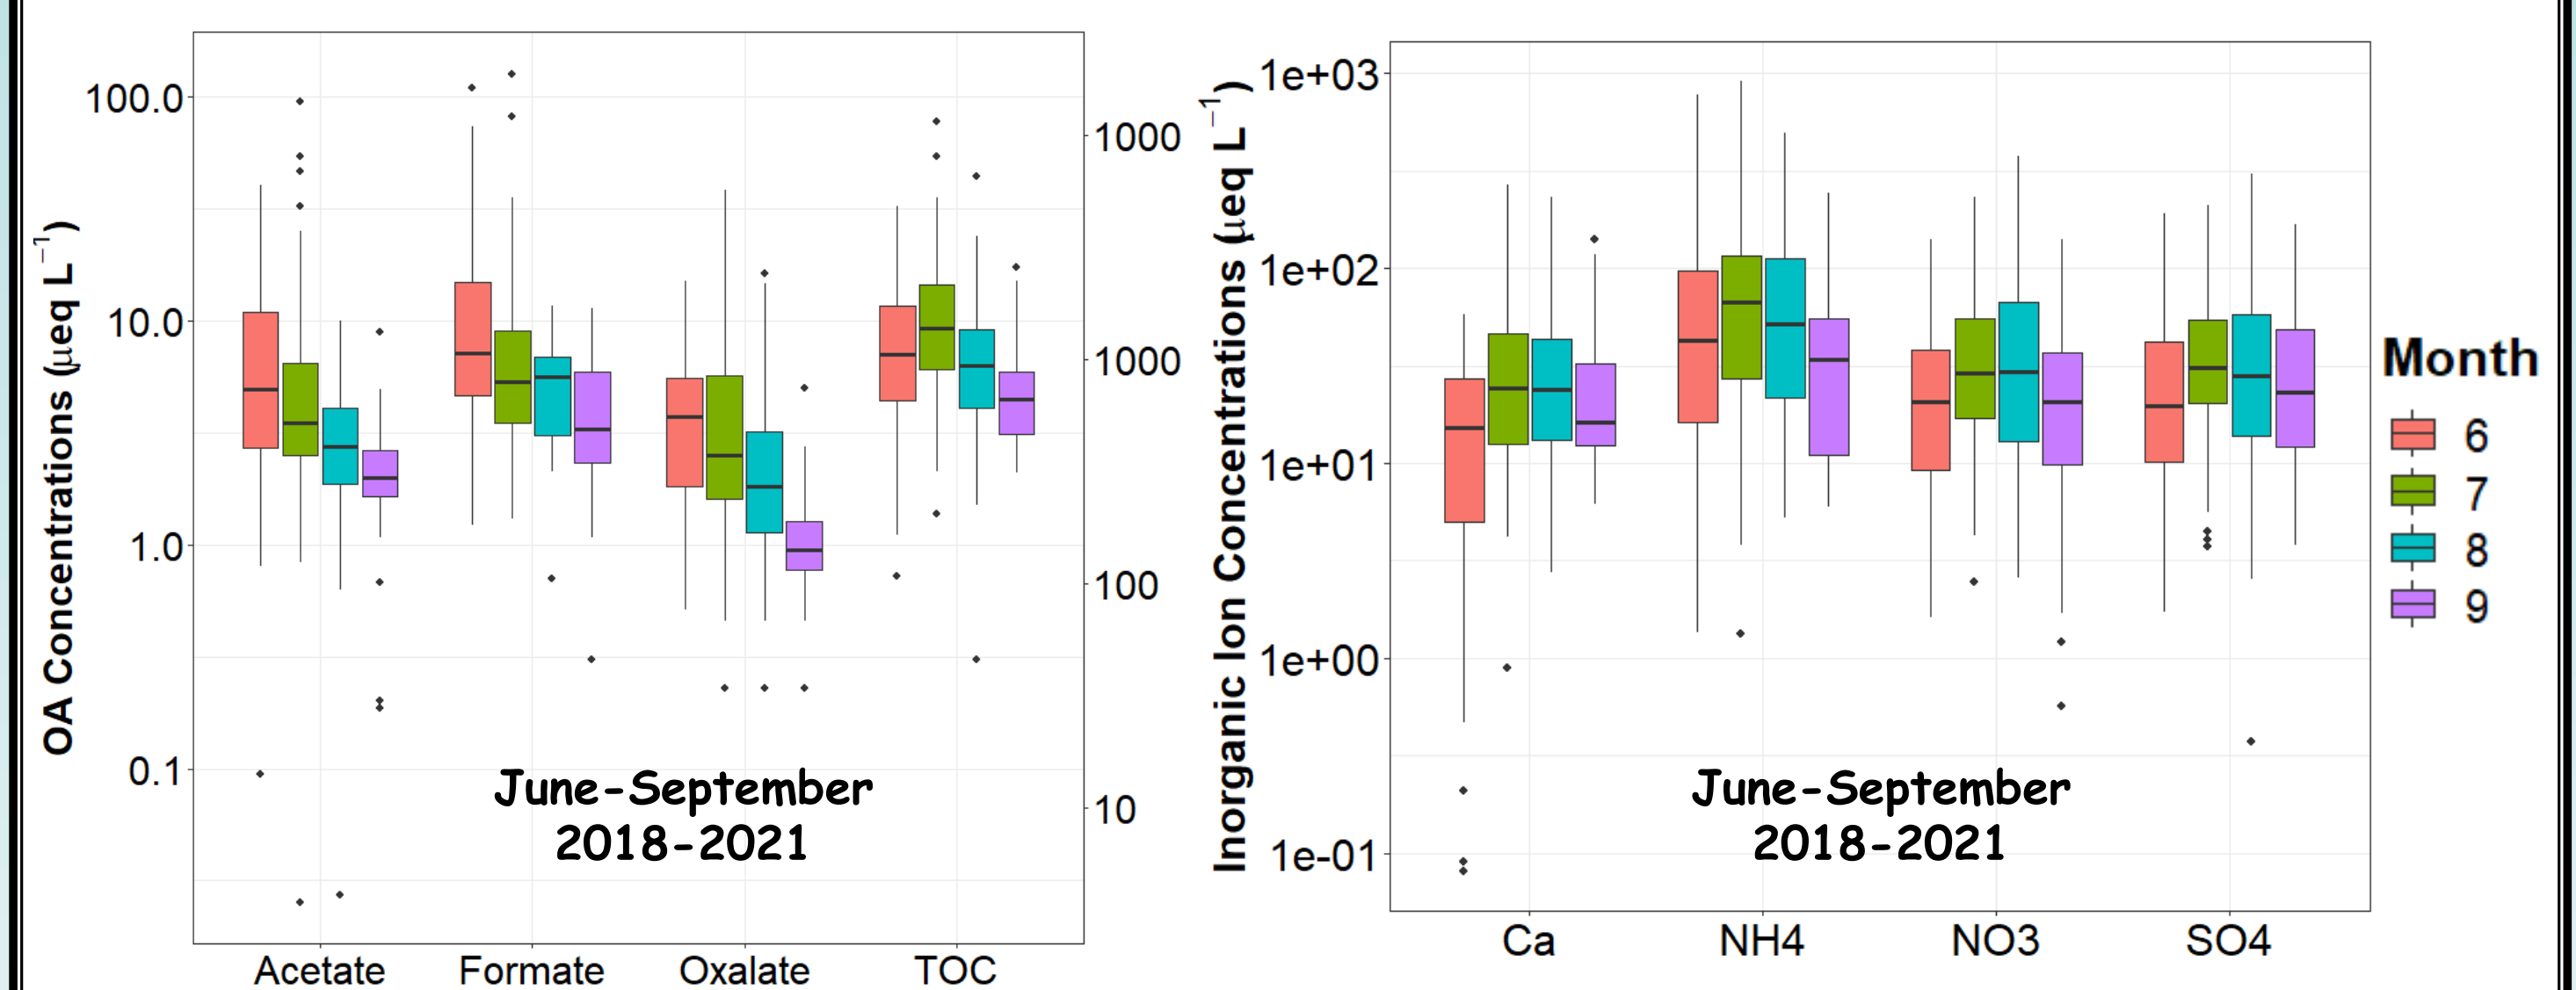 OA Concentrations (μeq L⁻¹)
100.0
10.0
1.0
0.1
1000
1000
100
10
June-September
2018-2021
Acetate Formate Oxalate TOC
Inorganic Ion Concentrations (μeq L⁻¹)
1e+03
1e+02
1e+01
1e+00
1e-01
June-September
2018-2021
Ca NH4 NO3 SO4
Month
6
7
8
9